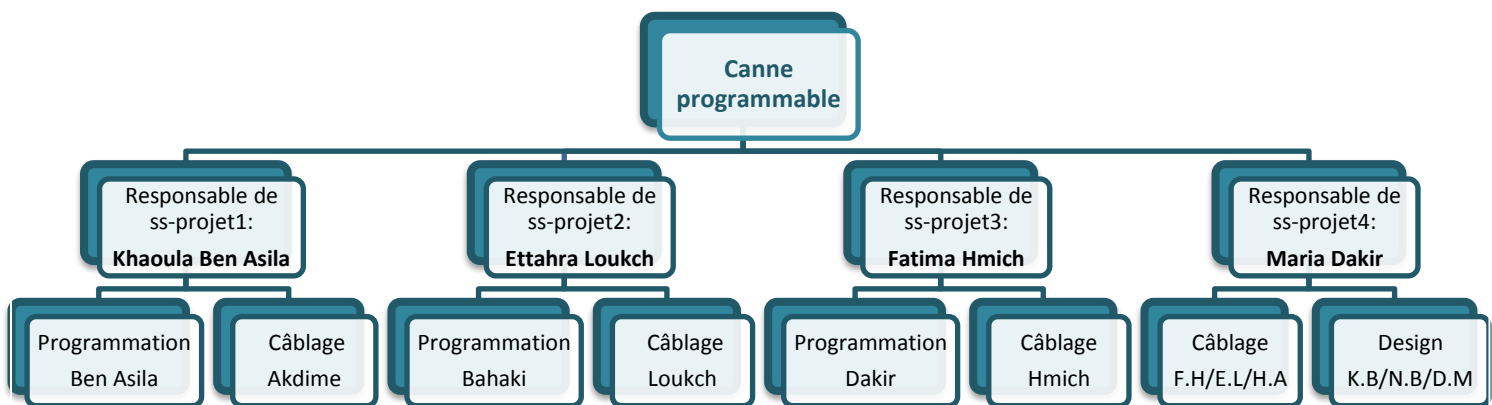 Canne
programmable
Responsable de
ss-projet1:
Khaoula Ben Asila
Responsable de
ss-projet2:
Ettahra Loukch
Responsable de
ss-projet3:
Fatima Hmich
Responsable de
ss-projet4:
Maria Dakir
Programmation
Ben Asila
Câblage
Akdime
Programmation
Bahaki
Câblage
Loukch
Programmation
Dakir
Câblage
Hmich
Câblage
F.H/E.L/H.A
Design
K.B/N.B/D.M